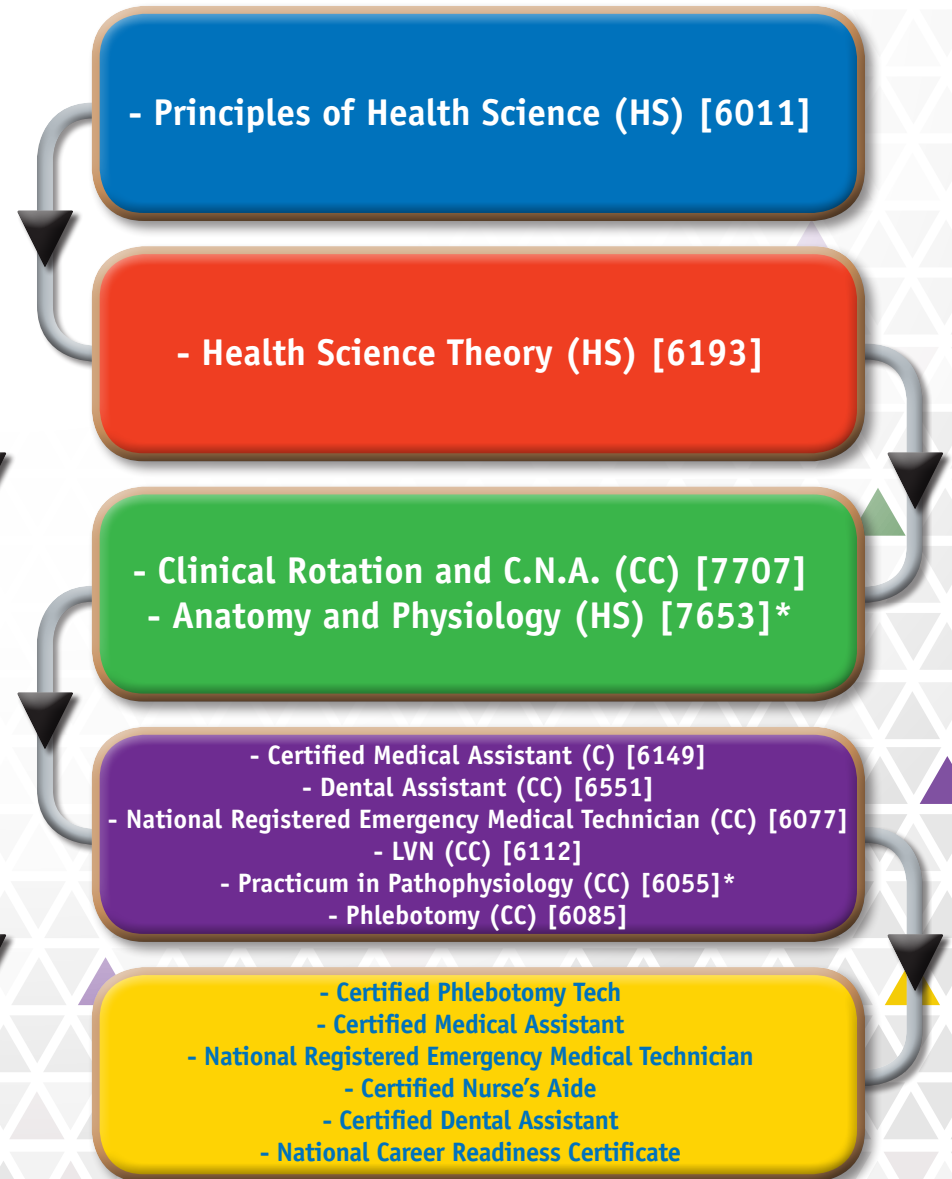 - Principles of Health Science (HS) [6011]
- Health Science Theory (HS) [6193]
- Clinical Rotation and C.N.A. (CC) [7707]
- Anatomy and Physiology (HS) [7653]*
- Certified Medical Assistant (C) [6149]
- Dental Assistant (CC) [6551]
- National Registered Emergency Medical Technician (CC) [6077]
- LVN (CC) [6112]
- Practicum in Pathophysiology (CC) [6055]*
- Phlebotomy (CC) [6085]
- Certified Phlebotomy Tech
- Certified Medical Assistant
- National Registered Emergency Medical Technician
- Certified Nurse’s Aide
- Certified Dental Assistant
- National Career Readiness Certificate